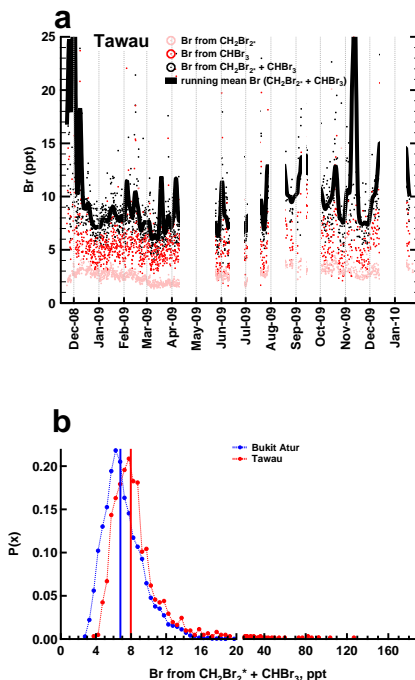 a
Tawau
Br from CH2Br2*
Br from CHBr3
Br from CH2Br2* + CHBr3
running mean Br (CH2Br2* + CHBr3)
Br (ppt)
25
20
15
10
5
0
Dec-08 Jan-09 Feb-09 Mar-09 Apr-09 May-09 Jun-09 Jul-09 Aug-09 Sep-09 Oct-09 Nov-09 Dec-09 Jan-10
b
Bukit Atur
Tawau
P(x)
0.20
0.15
0.10
0.05
0.00
0 4 8 12 16 20 40 80 120 160
Br from CH2Br2* + CHBr3, ppt